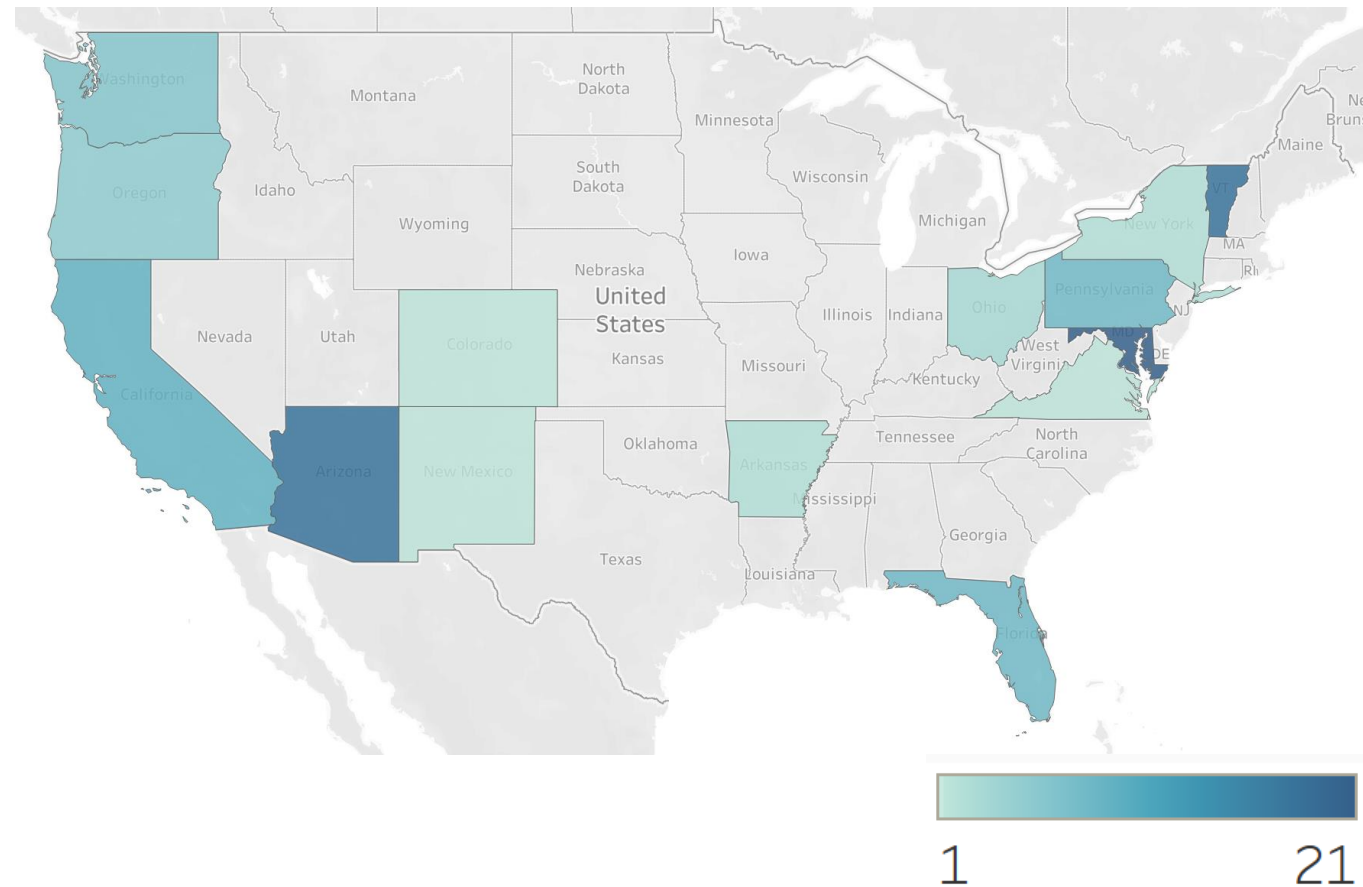 Washington
Montana
North
Dakota
Minnesota
Ne
Bruns
Maine
Oregon
Idaho
South
Dakota
Wisconsin
VT
Wyoming
Michigan
New York
MA
Iowa
RI
Nebraska
United
States
Pennsylvania
Nevada
Utah
Illinois
Indiana
Ohio
NJ
Colorado
Kansas
Missouri
West
Virginia
MD
DE
California
Kentucky
Arizona
New Mexico
Oklahoma
Arkansas
Tennessee
North
Carolina
Mississippi
Texas
Louisiana
Georgia
Florida
1
21